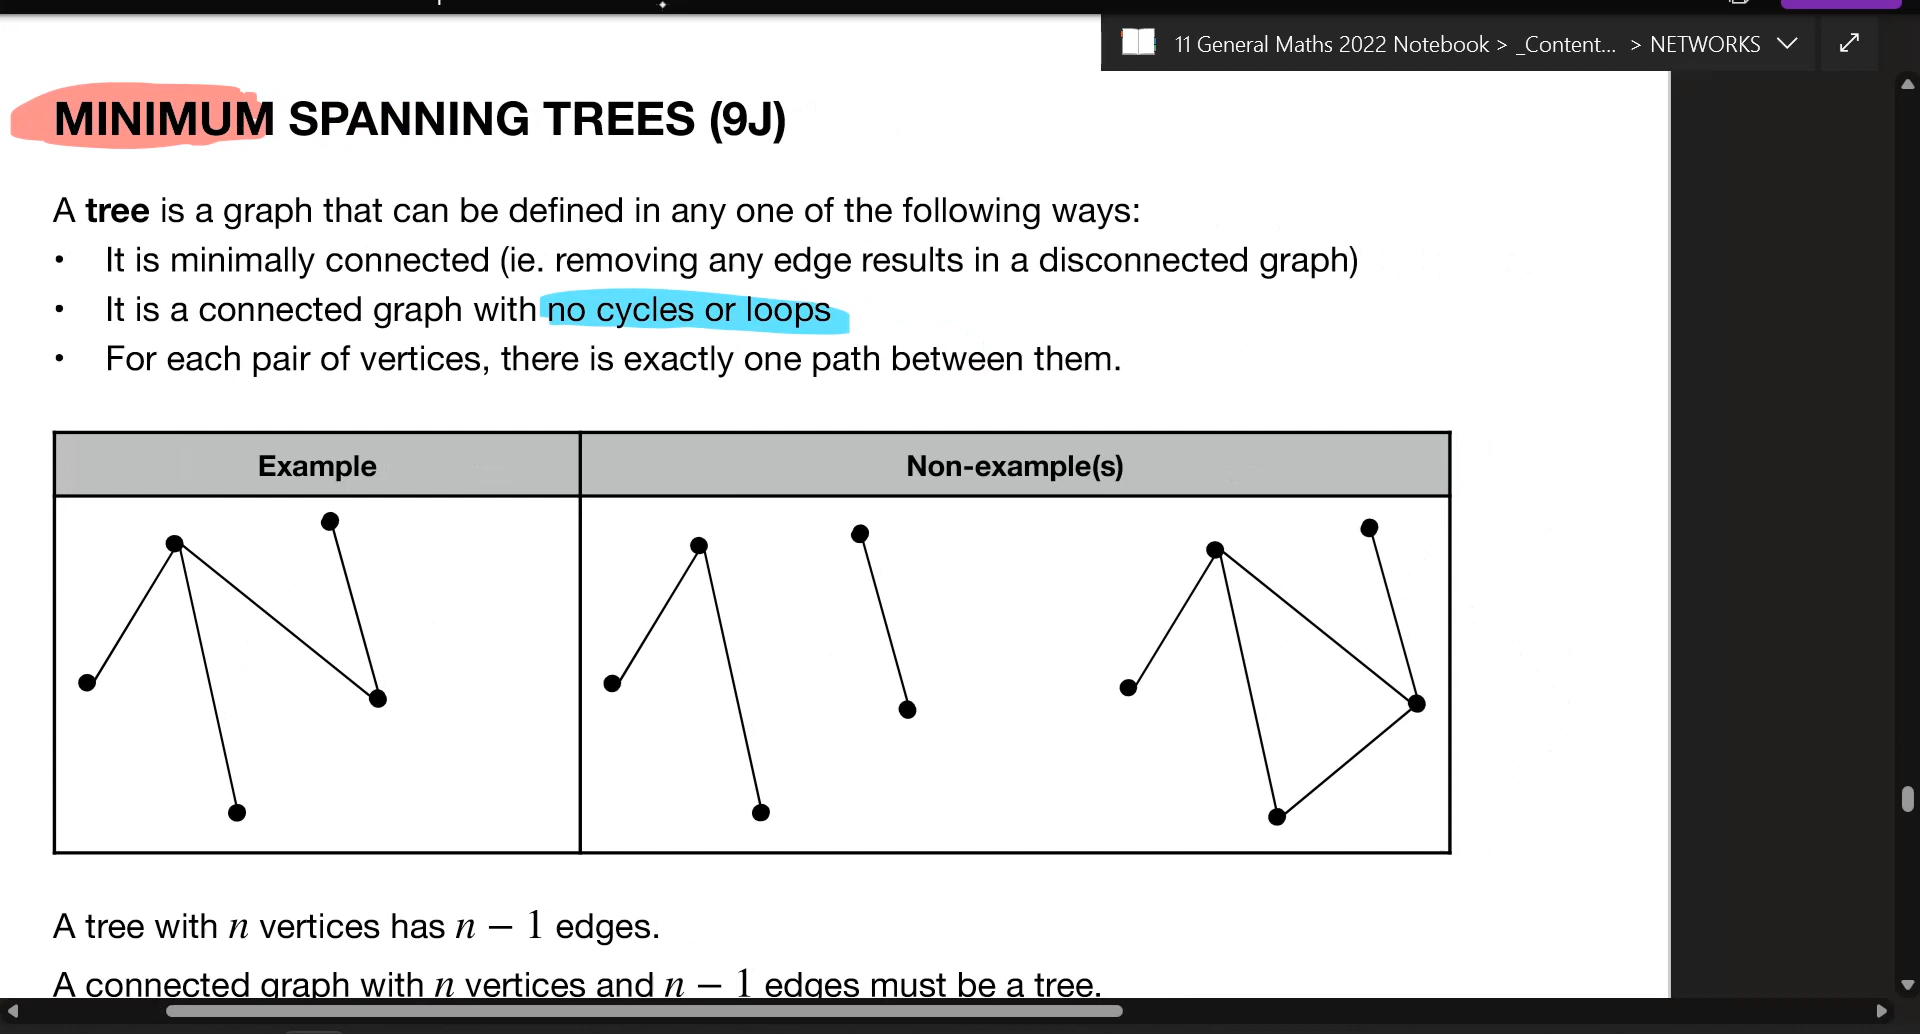 11 General Maths 2022 Notebook > _Content... > NETWORKS
MINIMUM SPANNING TREES (9J)
A tree is a graph that can be defined in any one of the following ways:
• It is minimally connected (ie. removing any edge results in a disconnected graph)
• It is a connected graph with no cycles or loops
• For each pair of vertices, there is exactly one path between them.
Example
Non-example(s)
A tree with n vertices has n − 1 edges.
A connected graph with n vertices and n − 1 edges must be a tree.